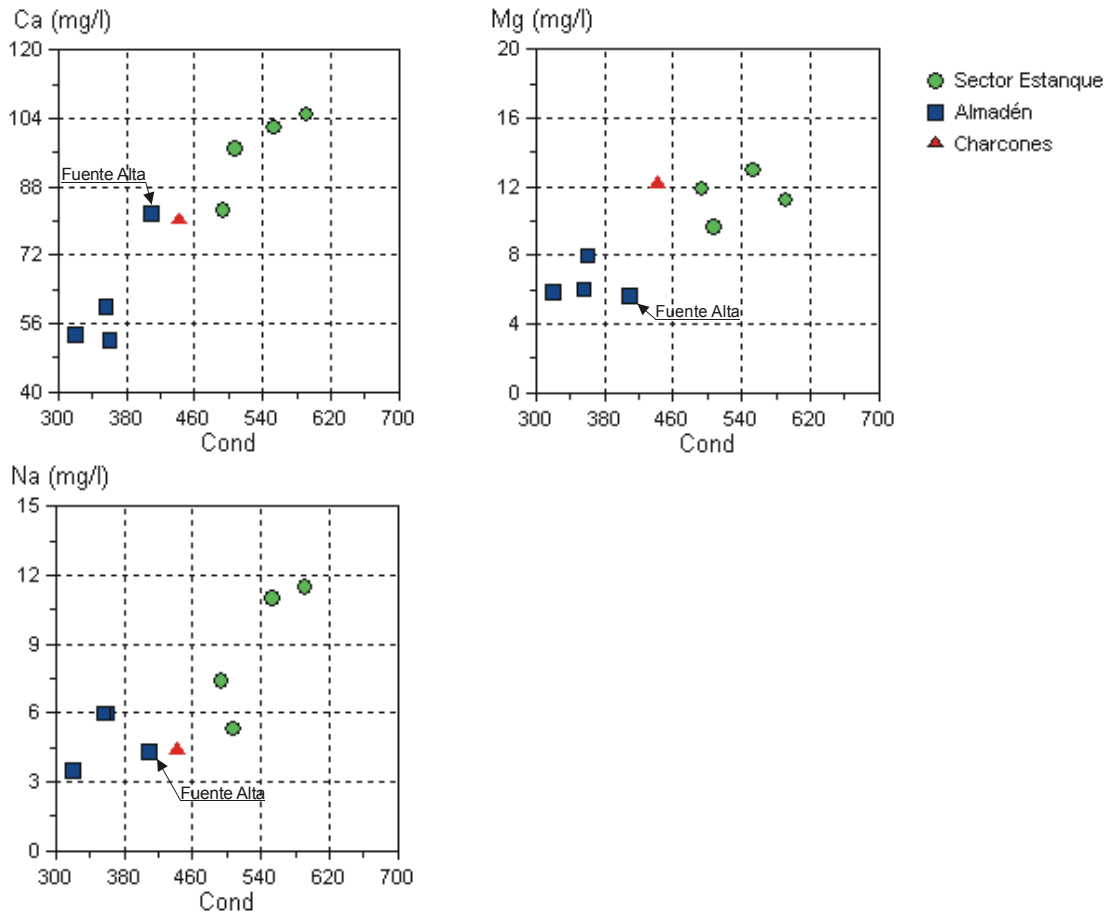 Ca (mg/l)
120
104
88
72
56
40
Fuente Alta
300 380 460 540 620 700
Cond
Mg (mg/l)
20
16
12
8
4
0
Fuente Alta
300 380 460 540 620 700
Cond
Sector Estanque
Almadén
Charcones
Na (mg/l)
15
12
9
6
3
0
Fuente Alta
300 380 460 540 620 700
Cond